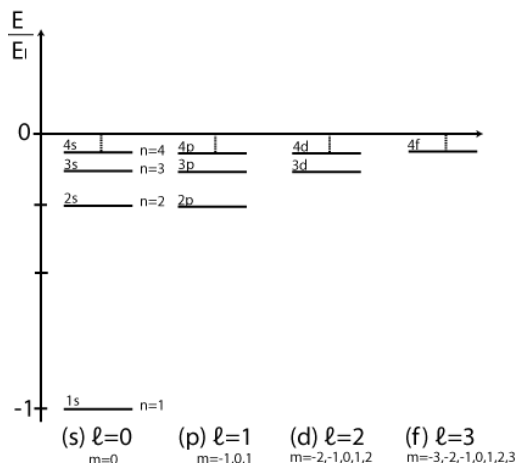 E
Eı
0
4s n=4 4p 4d 4f
3s n=3 3p 3d
2s n=2 2p
-1 1s n=1
(s) ℓ=0 (p) ℓ=1 (d) ℓ=2 (f) ℓ=3
m=0 m=-1,0,1 m=-2,-1,0,1,2 m=-3,-2,-1,0,1,2,3